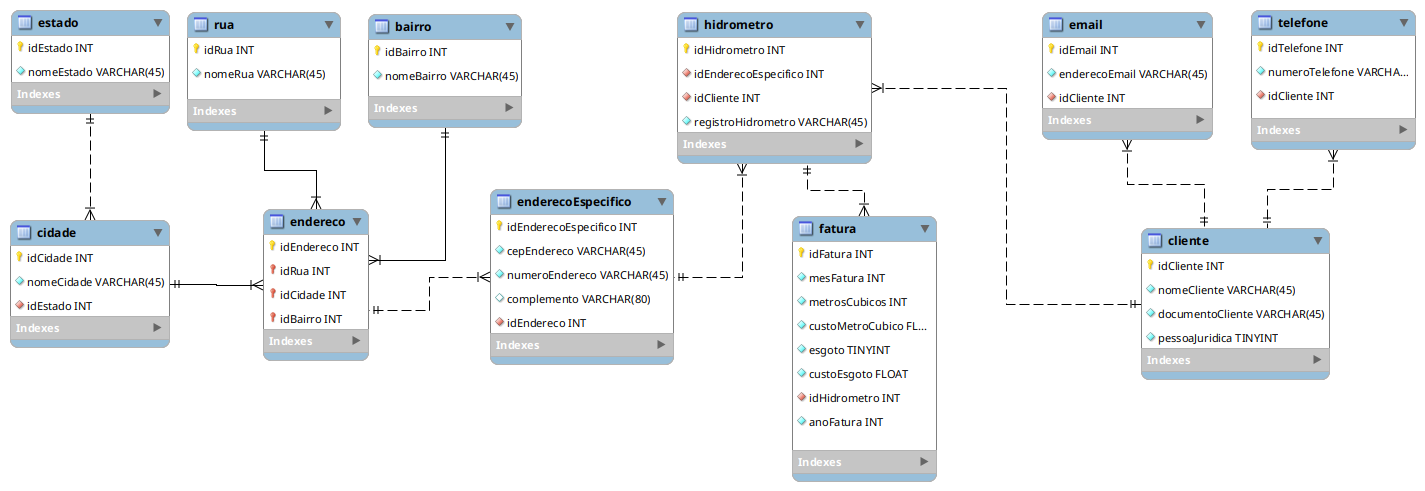 estado
idEstado INT
nomeEstado VARCHAR(45)
Indexes
rua
idRua INT
nomeRua VARCHAR(45)
Indexes
bairro
idBairro INT
nomeBairro VARCHAR(45)
Indexes
hidrometro
idHidrometro INT
idEnderecoEspecifico INT
idCliente INT
registroHidrometro VARCHAR(45)
Indexes
email
idEmail INT
enderecoEmail VARCHAR(45)
idCliente INT
Indexes
telefone
idTelefone INT
numeroTelefone VARCHA...
idCliente INT
Indexes
cidade
idCidade INT
nomeCidade VARCHAR(45)
idEstado INT
Indexes
endereco
idEndereco INT
idRua INT
idCidade INT
idBairro INT
Indexes
enderecoEspecifico
idEnderecoEspecifico INT
cepEndereco VARCHAR(45)
numeroEndereco VARCHAR(45)
complemento VARCHAR(80)
idEndereco INT
Indexes
fatura
idFatura INT
mesFatura INT
metrosCubicos INT
custoMetroCubico FL...
esgoto TINYINT
custoEsgoto FLOAT
idHidrometro INT
anoFatura INT
Indexes
cliente
idCliente INT
nomeCliente VARCHAR(45)
documentoCliente VARCHAR(45)
pessoaJuridica TINYINT
Indexes